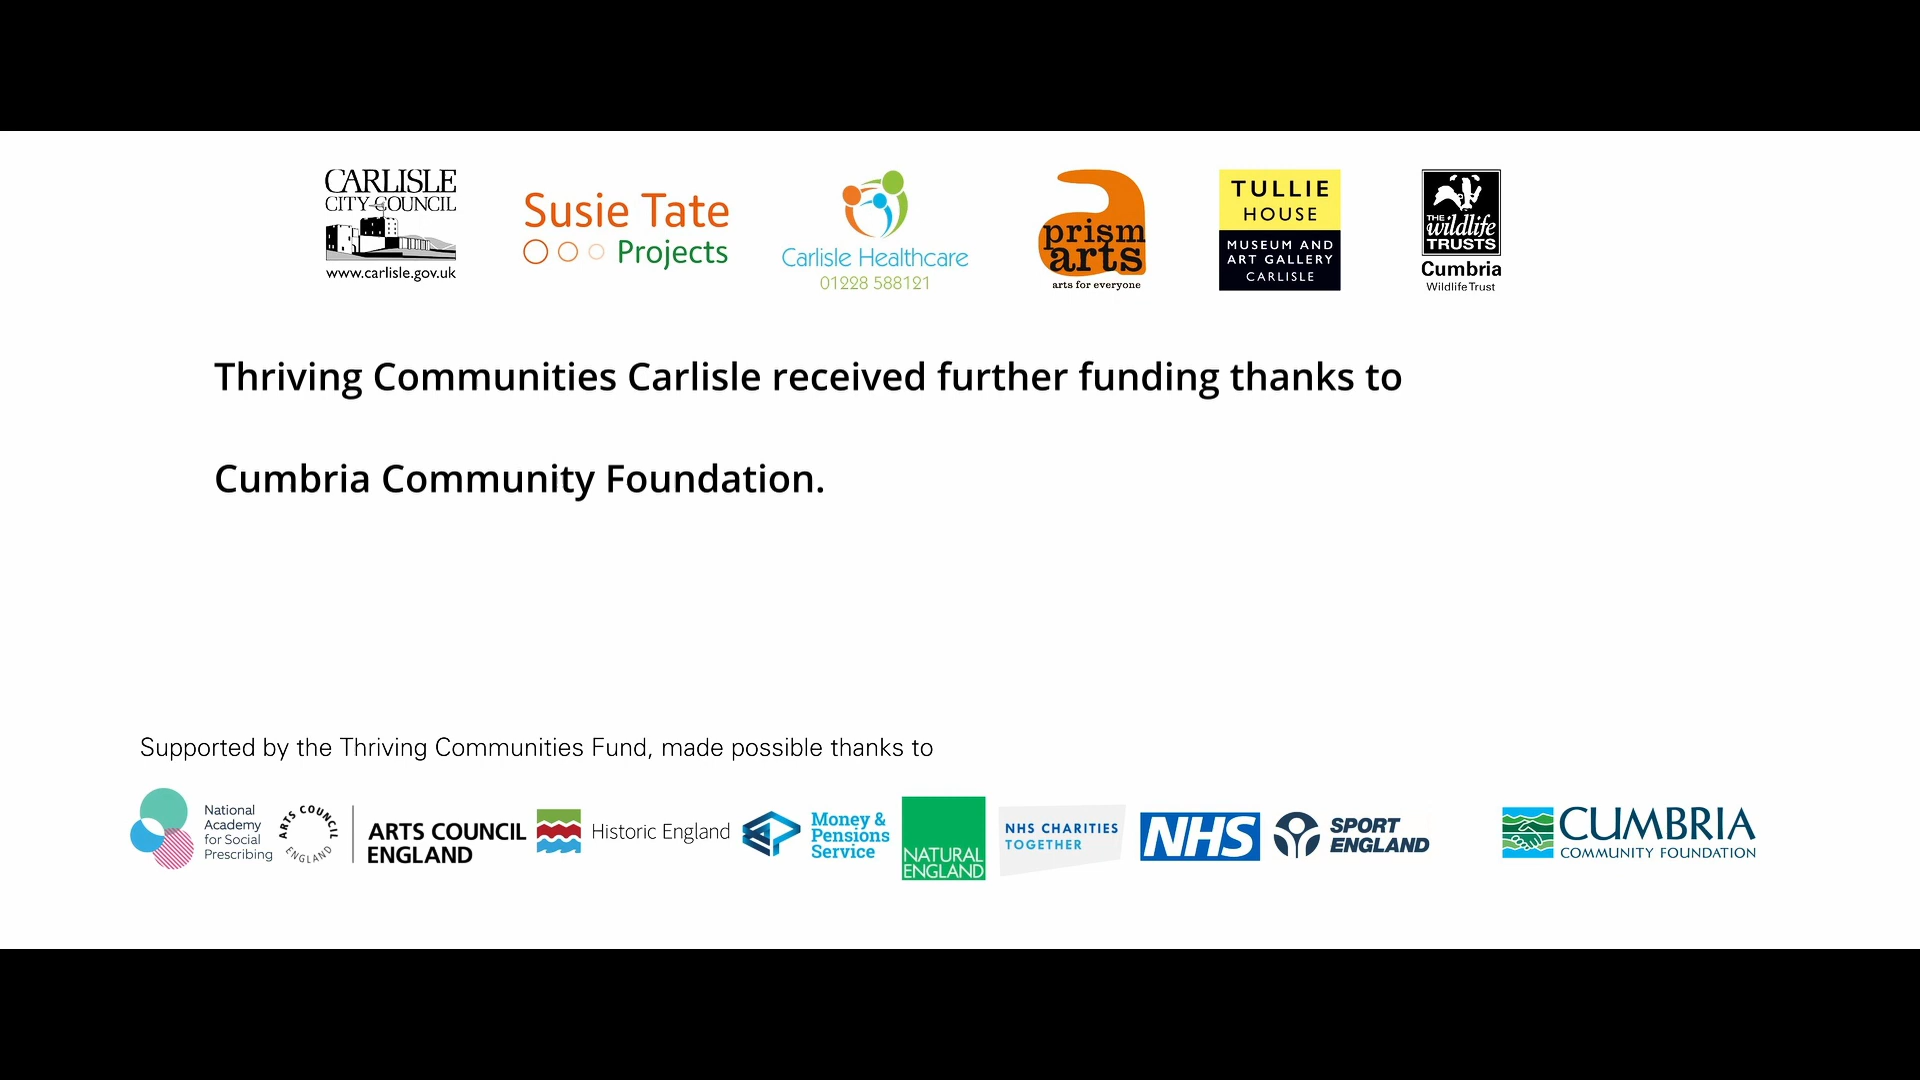 CARLISLE
CITY COUNCIL
www.carlisle.gov.uk
Susie Tate
Projects
Carlisle Healthcare
01228 588121
prism
arts
arts for everyone
TULLIE
HOUSE
MUSEUM AND
ART GALLERY
CARLISLE
THE
wildlife
TRUSTS
Cumbria
Wildlife Trust
Thriving Communities Carlisle received further funding thanks to
Cumbria Community Foundation.
Supported by the Thriving Communities Fund, made possible thanks to
National
Academy
for Social
Prescribing
ARTS COUNCIL
ENGLAND
ARTS COUNCIL
ENGLAND
Historic England
Money &
Pensions
Service
NATURAL
ENGLAND
NHS CHARITIES
TOGETHER
NHS
SPORT
ENGLAND
CUMBRIA
COMMUNITY FOUNDATION